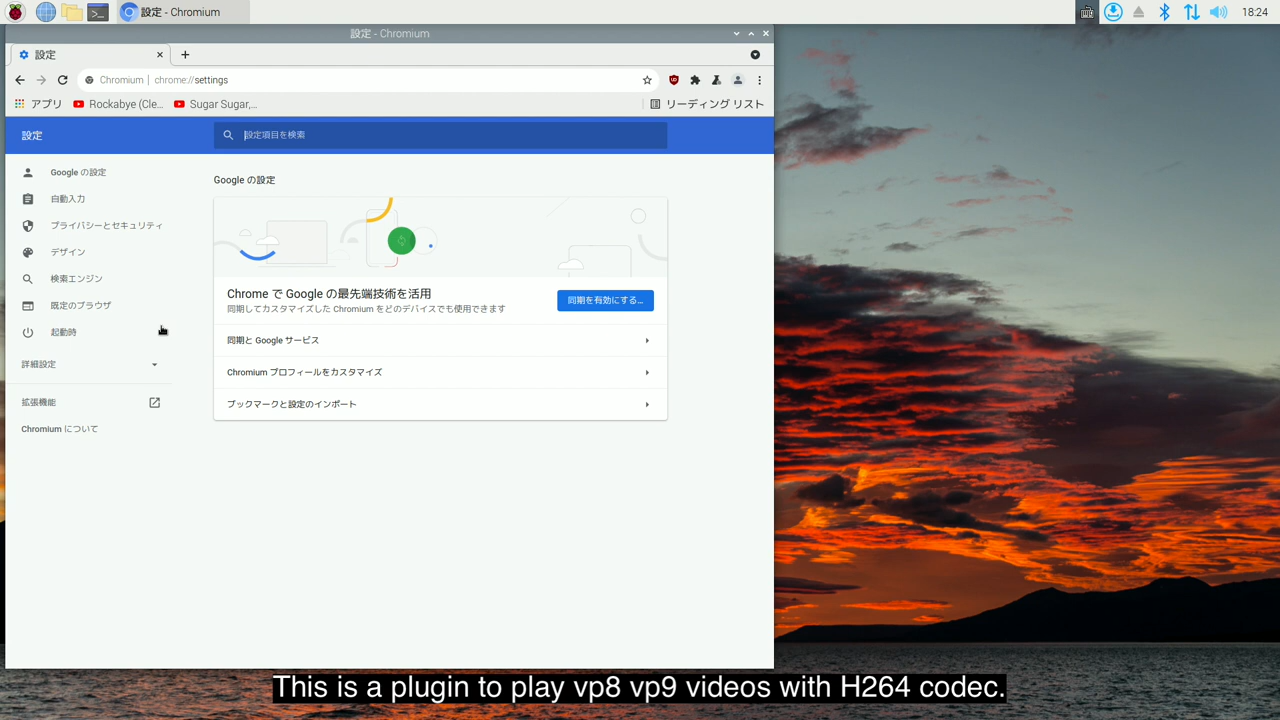 設定 - Chromium
18:24
設定 - Chromium
設定
Chromium | chrome://settings
アプリ
Rockabye (Cle...
Sugar Sugar,...
リーディング リスト
設定
設定項目を検索
Google の設定
自動入力
プライバシーとセキュリティ
デザイン
検索エンジン
既定のブラウザ
起動時
詳細設定
拡張機能
Chromium について
Google の設定
Chrome で Google の最先端技術を活用
同期してカスタマイズした Chromium をどのデバイスでも使用できます
同期を有効にする...
同期と Google サービス
Chromium プロフィールをカスタマイズ
ブックマークと設定のインポート
This is a plugin to play vp8 vp9 videos with H264 codec.